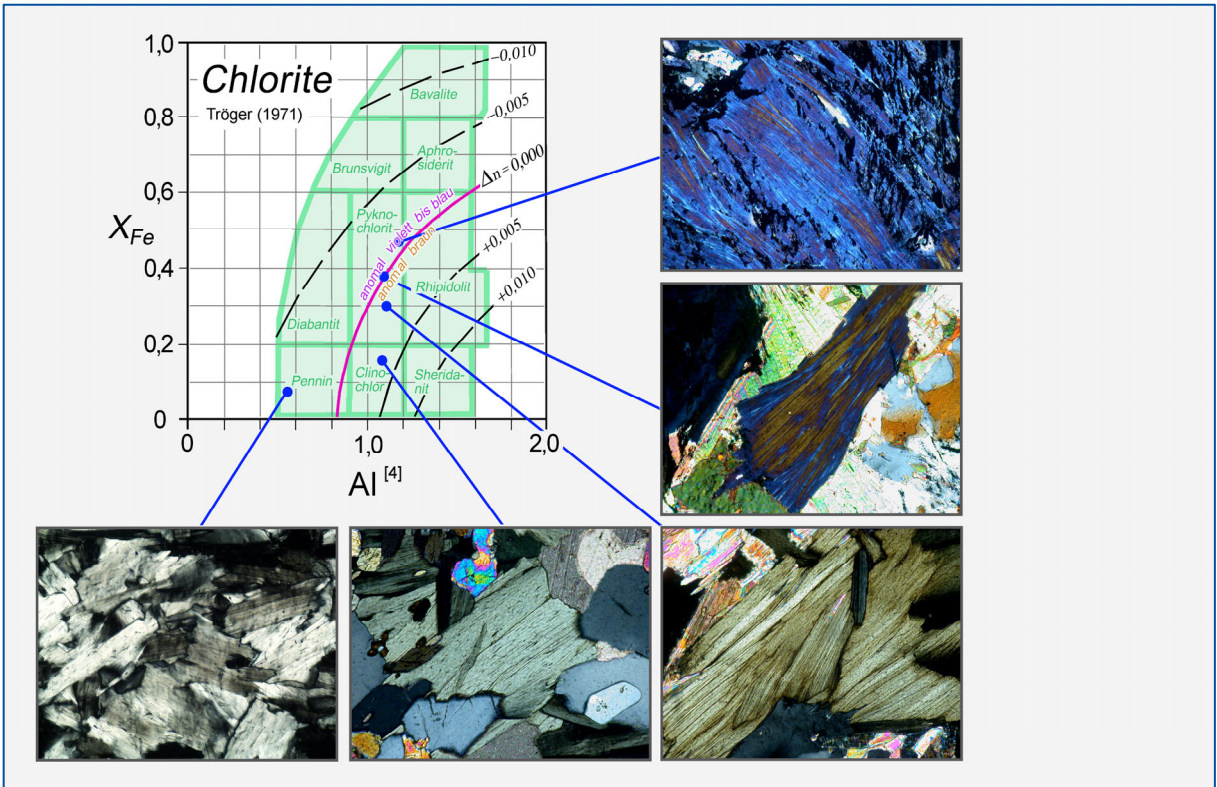 1,0
0,8
0,6
0,4
0,2
0
X Fe
Chlorite
Tröger (1971)
Bavalite
−0,010
−0,005
Δn = 0,000
+0,005
+0,010
Brunsvigit
Aphro-
siderit
Pykno-
chlorit
anomal violett bis blau
anomal braun
Rhipidolit
Diabantit
Pennin
Clino-
chlor
Sherida-
nit
0
1,0
2,0
Al [4]